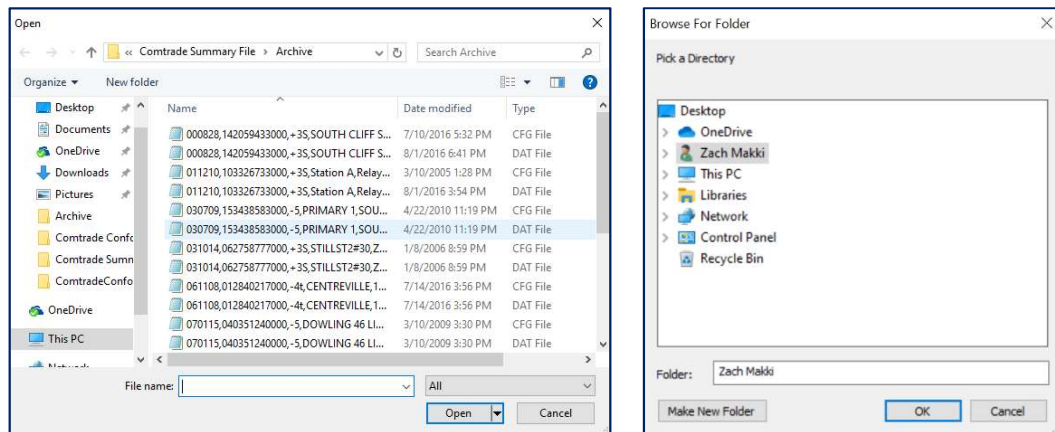 Open
« Comtrade Summary File > Archive
Search Archive
Organize
New folder
Desktop
Documents
OneDrive
Downloads
Pictures
Archive
Comtrade Confc
Comtrade Sumn
ComtradeConfo
OneDrive
This PC
Name Date modified Type
000828,142059433000,+3S,SOUTH CLIFF S... 7/10/2016 5:32 PM CFG File
000828,142059433000,+3S,SOUTH CLIFF S... 8/1/2016 6:41 PM DAT File
011210,103326733000,+3S,Station A,Relay... 3/10/2005 1:28 PM CFG File
011210,103326733000,+3S,Station A,Relay... 8/1/2016 3:54 PM DAT File
030709,153438583000,-5,PRIMARY 1,SOU... 4/22/2010 11:19 PM CFG File
030709,153438583000,-5,PRIMARY 1,SOU... 4/22/2010 11:19 PM DAT File
031014,062758777000,+3S,STILLST2#30,Z... 1/8/2006 8:59 PM CFG File
031014,062758777000,+3S,STILLST2#30,Z... 1/8/2006 8:59 PM DAT File
061108,012840217000,-4t,CENTREVILLE,1... 7/14/2016 3:56 PM CFG File
061108,012840217000,-4t,CENTREVILLE,1... 7/14/2016 3:56 PM DAT File
070115,040351240000,-5,DOWLING 46 LI... 3/10/2009 3:30 PM CFG File
070115,040351240000,-5,DOWLING 46 LI... 3/10/2009 3:30 PM DAT File
File name:
All
Open
Cancel
Browse For Folder
Pick a Directory
Desktop
OneDrive
Zach Makki
This PC
Libraries
Network
Control Panel
Recycle Bin
Folder: Zach Makki
Make New Folder
OK
Cancel